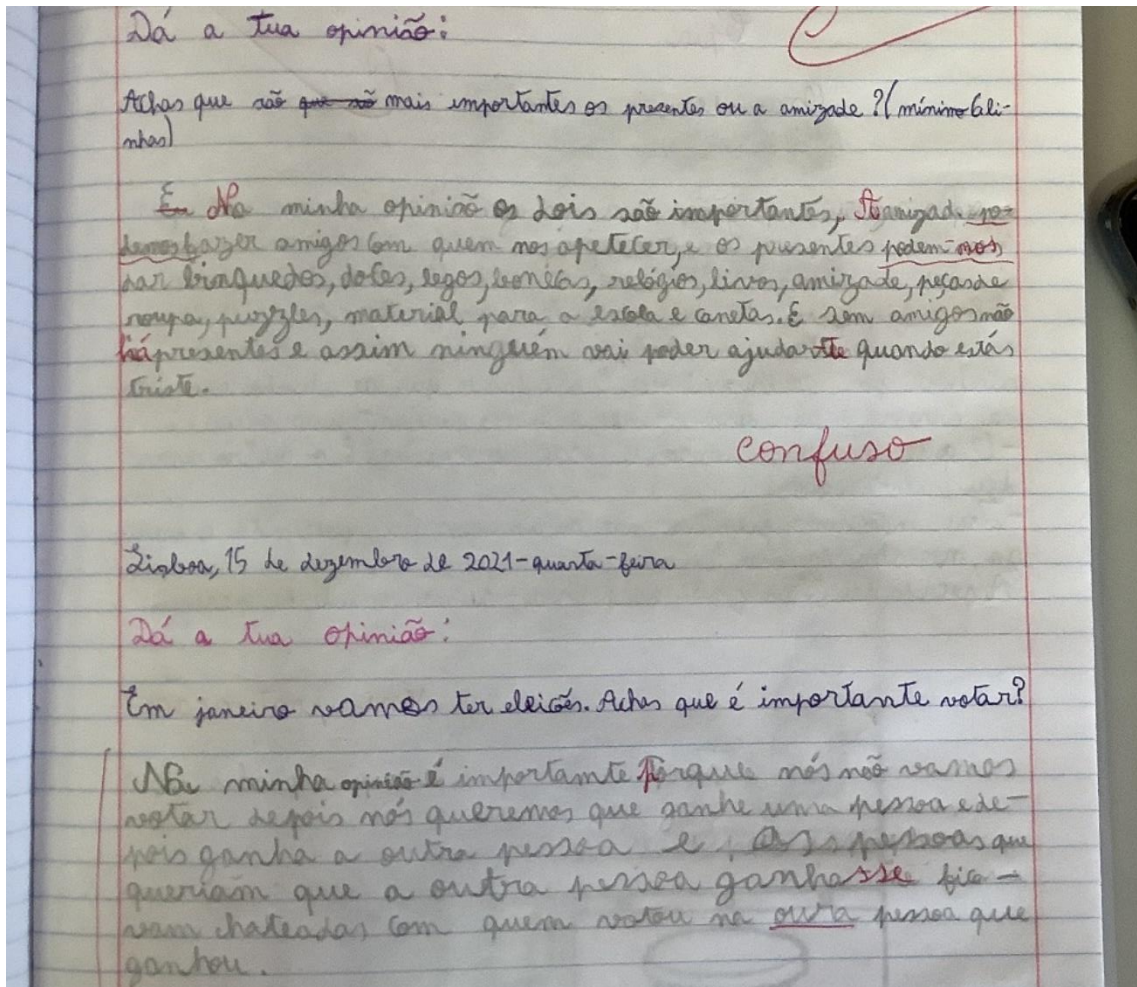 Dá a tua opinião:
Achas que são que são mais importantes os presentes ou a amizade ? (mínimo 6 li-
nhas)
E Na minha opinião os dois são importantes, A amizade po-
demos fazer amigos com quem nos apetecer, e os presentes podem-nos
dar brinquedos, doces, legos, bonecas, relógios, livros, amizade, peças de
roupa, puzzles, material para a escola e canetas. E sem amigos não
há presentes e assim ninguém vai poder ajudar-te quando estás
triste.
confuso
Lisboa, 15 de dezembro de 2021-quarta-feira
Dá a tua opinião:
Em janeiro vamos ter eleições. Achas que é importante votar?
Na minha opinião é importante Porque nós não vamos
votar depois nós queremos que ganhe uma pessoa e de-
pois ganha a outra pessoa e, as pessoas que
queriam que a outra pessoa ganhasse fica-
vam chateadas com quem votou na oura pessoa que
ganhou.